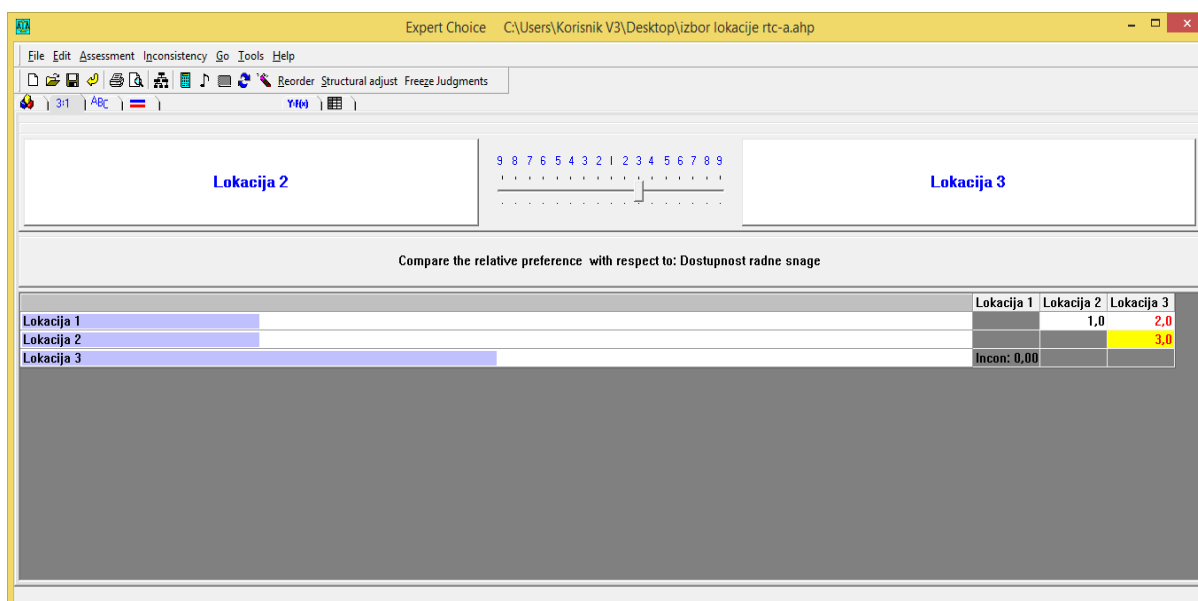 Expert Choice C:\Users\Korisnik V3\Desktop\izbor lokacije rtc-a.ahp
File Edit Assessment Inconsistency Go Tools Help
Reorder Structural adjust Freeze Judgments
3:1 ABC Y=f(x)
9 8 7 6 5 4 3 2 1 2 3 4 5 6 7 8 9
Lokacija 2 Lokacija 3
Compare the relative preference with respect to: Dostupnost radne snage
Lokacija 1 Lokacija 2 Lokacija 3
Lokacija 1 1,0 2,0
Lokacija 2 3,0
Lokacija 3 Incon: 0,00